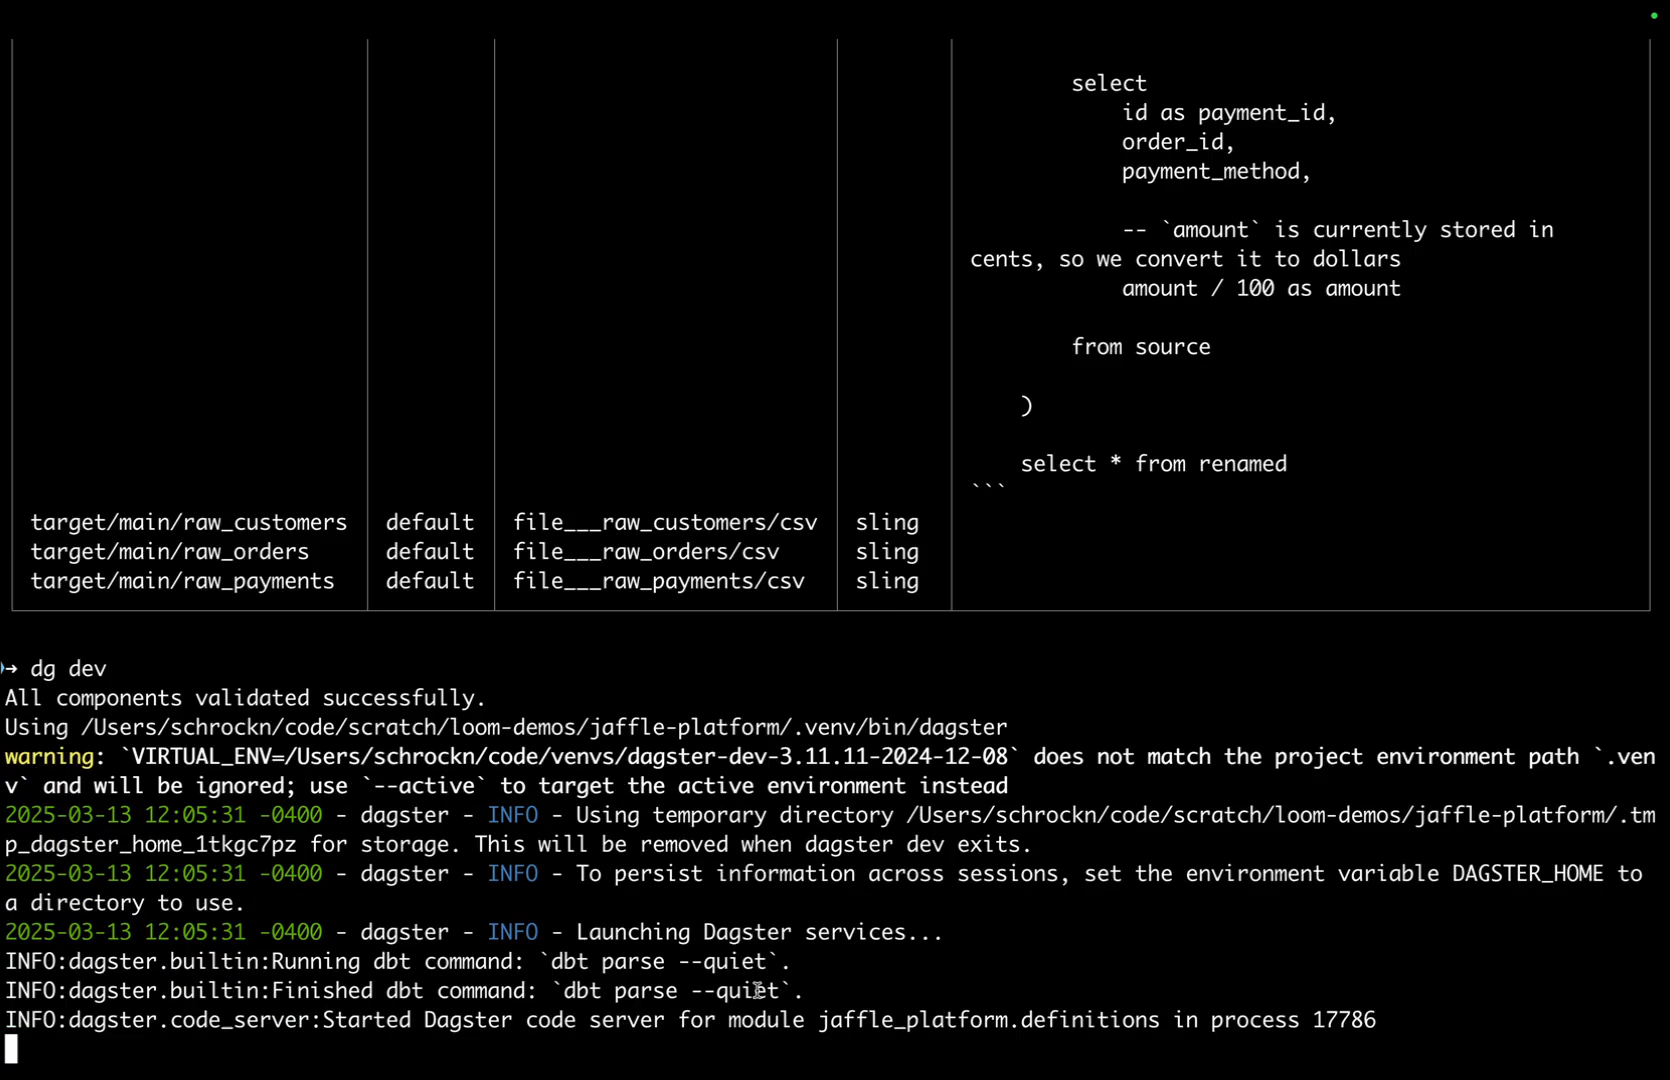 select
id as payment_id,
order_id,
payment_method,
-- `amount` is currently stored in
cents, so we convert it to dollars
amount / 100 as amount
from source
)
select * from renamed
```
target/main/raw_customers default file___raw_customers/csv sling
target/main/raw_orders default file___raw_orders/csv sling
target/main/raw_payments default file___raw_payments/csv sling
→ dg dev
All components validated successfully.
Using /Users/schrockn/code/scratch/loom-demos/jaffle-platform/.venv/bin/dagster
warning: `VIRTUAL_ENV=/Users/schrockn/code/venvs/dagster-dev-3.11.11-2024-12-08` does not match the project environment path `.ven
v` and will be ignored; use `--active` to target the active environment instead
2025-03-13 12:05:31 -0400 - dagster - INFO - Using temporary directory /Users/schrockn/code/scratch/loom-demos/jaffle-platform/.tm
p_dagster_home_1tkgc7pz for storage. This will be removed when dagster dev exits.
2025-03-13 12:05:31 -0400 - dagster - INFO - To persist information across sessions, set the environment variable DAGSTER_HOME to
a directory to use.
2025-03-13 12:05:31 -0400 - dagster - INFO - Launching Dagster services...
INFO:dagster.builtin:Running dbt command: `dbt parse --quiet`.
INFO:dagster.builtin:Finished dbt command: `dbt parse --quiet`.
INFO:dagster.code_server:Started Dagster code server for module jaffle_platform.definitions in process 17786